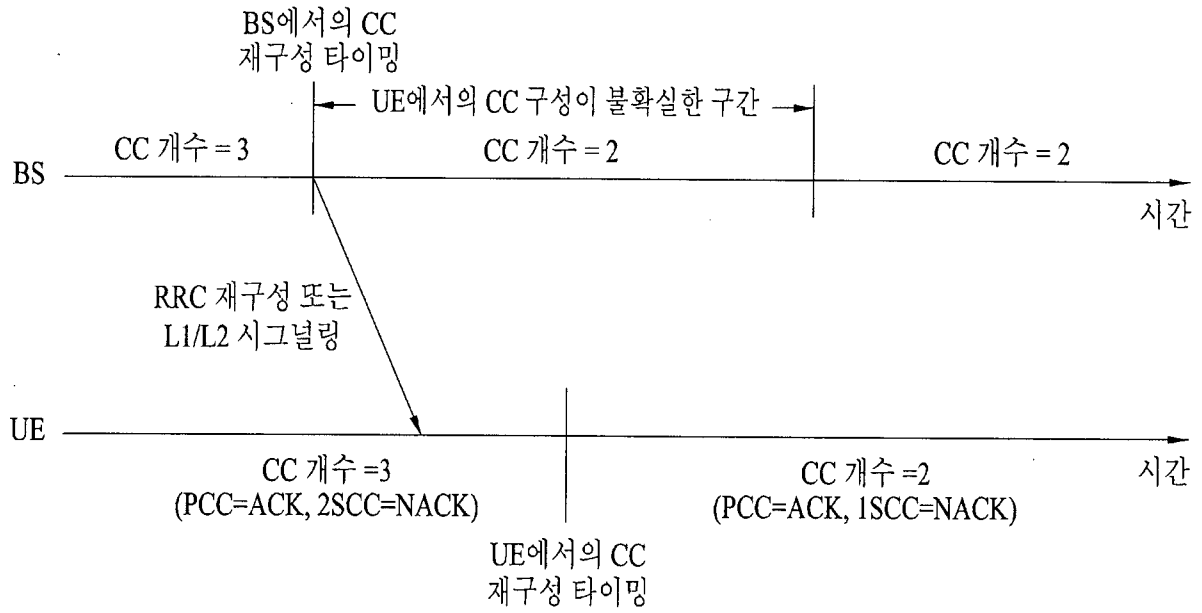 BS에서의 CC
재구성 타이밍
UE에서의 CC 구성이 불확실한 구간
CC 개수 = 3
CC 개수 = 2
CC 개수 = 2
BS
시간
RRC 재구성 또는
L1/L2 시그널링
UE
시간
CC 개수 =3
(PCC=ACK, 2SCC=NACK)
CC 개수 =2
(PCC=ACK, 1SCC=NACK)
UE에서의 CC
재구성 타이밍